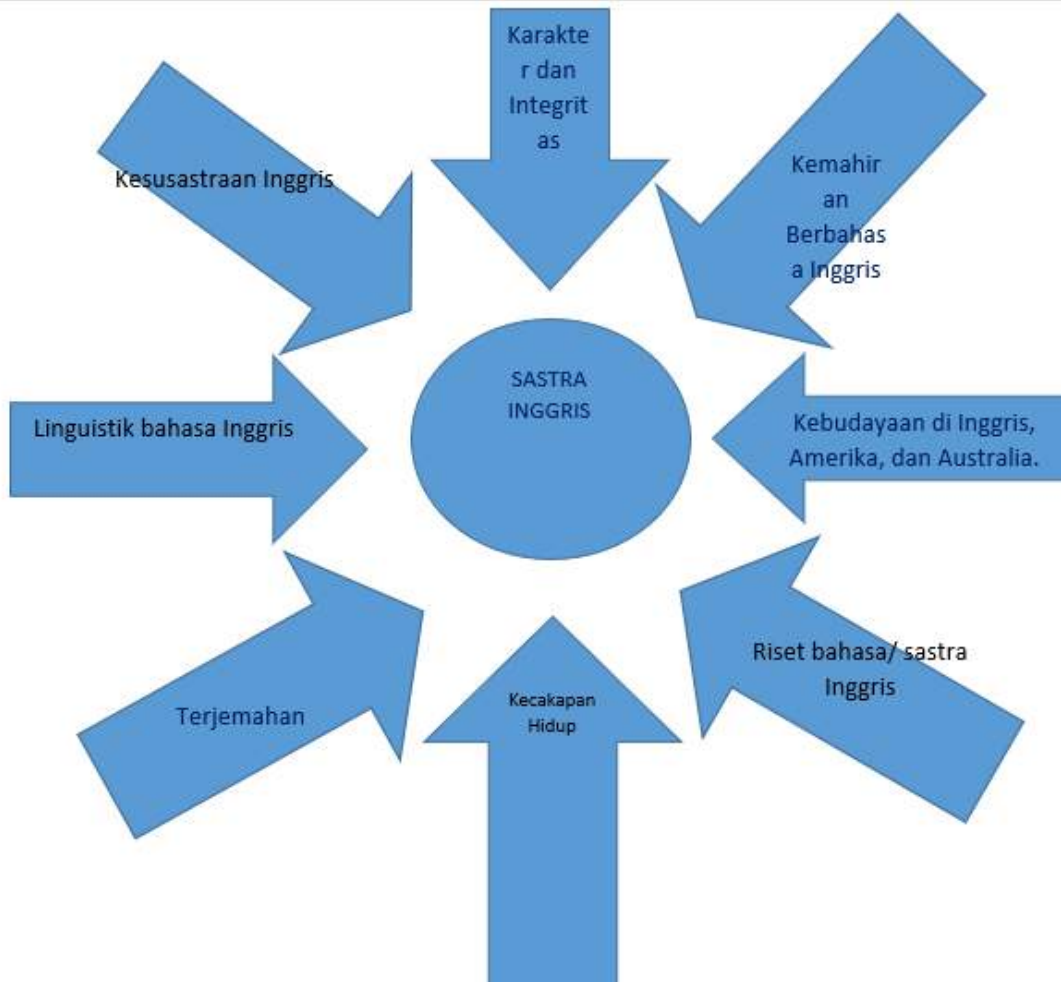 Karakte
r dan
Integrit
as
Kesusastraan Inggris
Kemahir
an
Berbahas
a Inggris
SASTRA
INGGRIS
Linguistik bahasa Inggris
Kebudayaan di Inggris,
Amerika, dan Australia.
Terjemahan
Kecakapan
Hidup
Riset bahasa/ sastra
Inggris